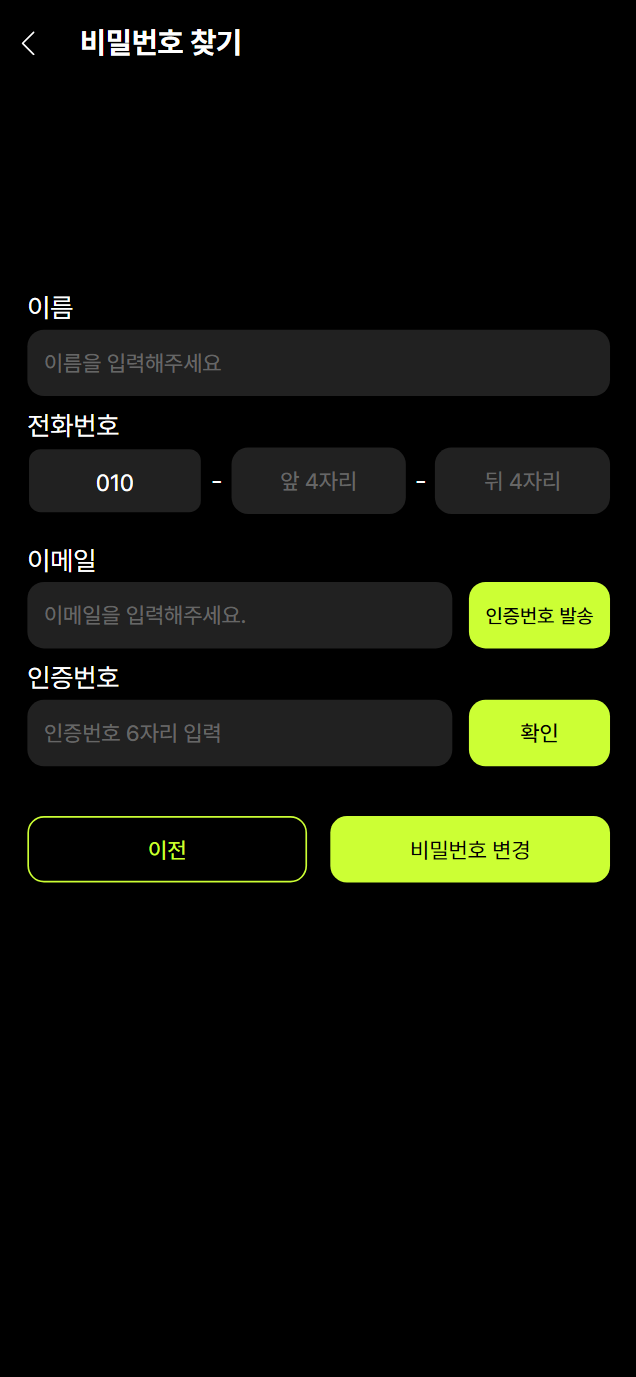 비밀번호 찾기
이름
이름을 입력해주세요
전화번호
010 - 앞 4자리 - 뒤 4자리
이메일
이메일을 입력해주세요. 인증번호 발송
인증번호
인증번호 6자리 입력 확인
이전 비밀번호 변경